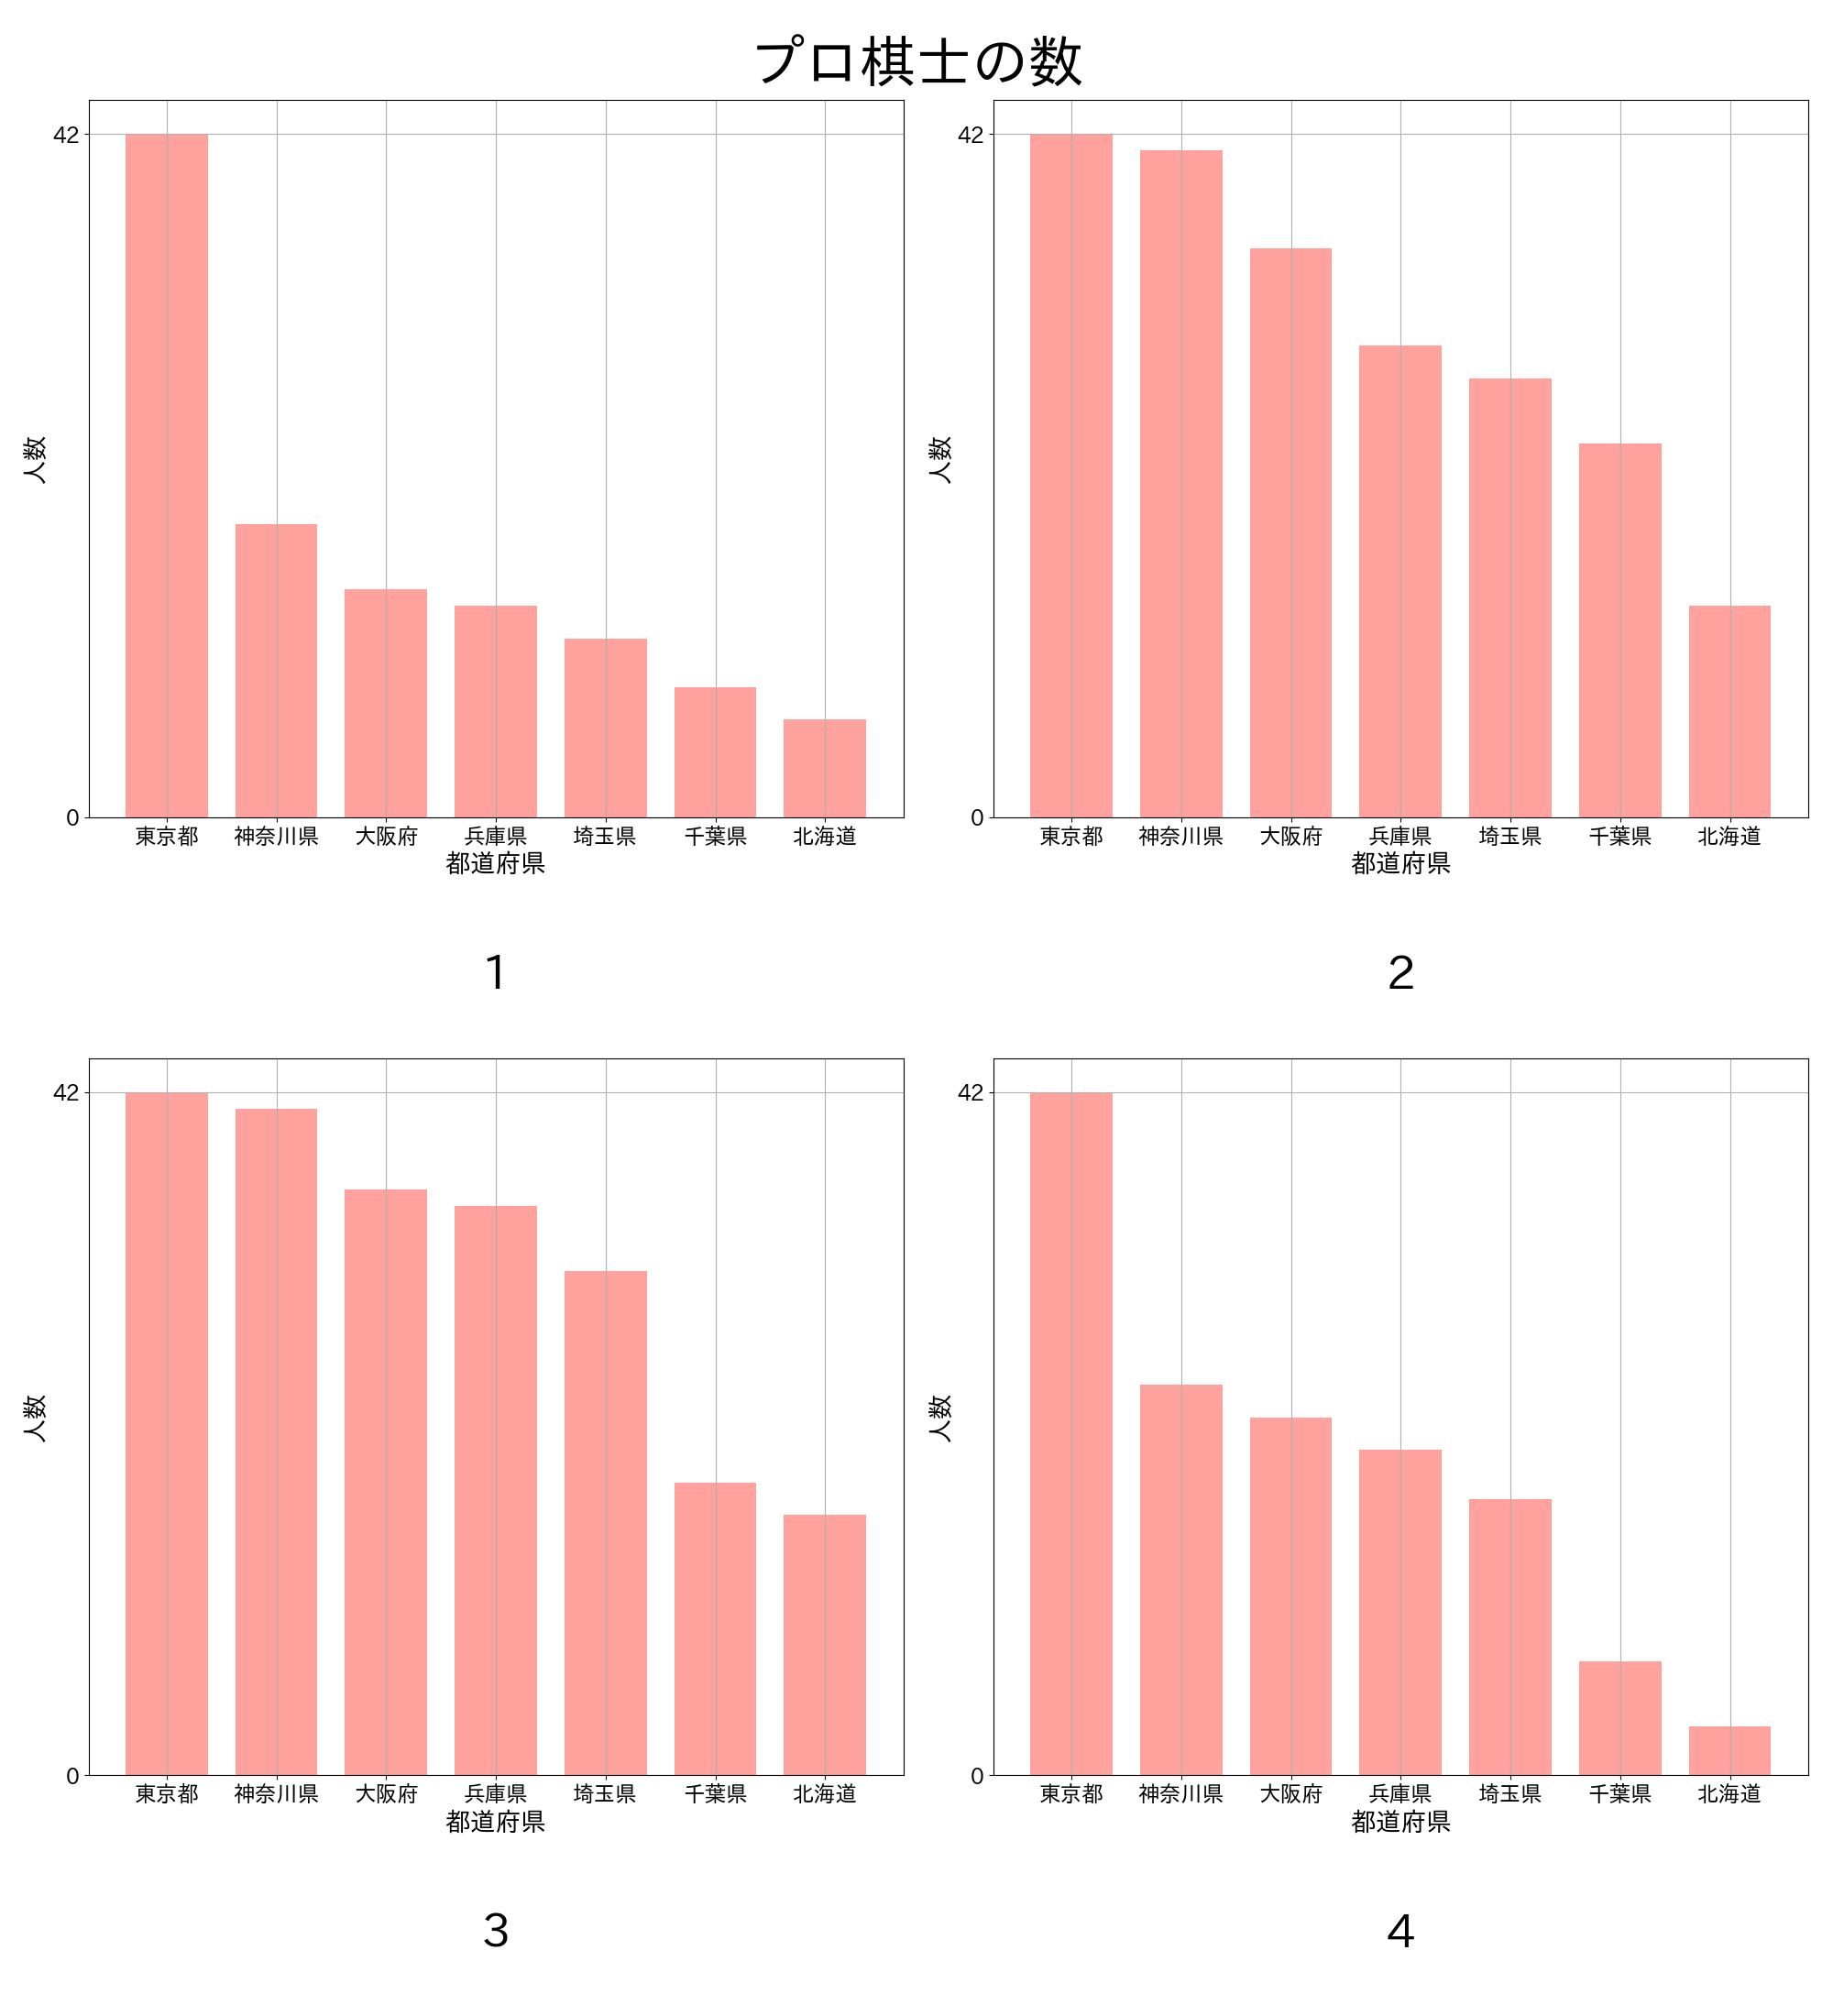 プロ棋士の数
42
0
人数
東京都 神奈川県 大阪府 兵庫県 埼玉県 千葉県 北海道
都道府県
1
42
0
人数
東京都 神奈川県 大阪府 兵庫県 埼玉県 千葉県 北海道
都道府県
2
42
0
人数
東京都 神奈川県 大阪府 兵庫県 埼玉県 千葉県 北海道
都道府県
3
42
0
人数
東京都 神奈川県 大阪府 兵庫県 埼玉県 千葉県 北海道
都道府県
4